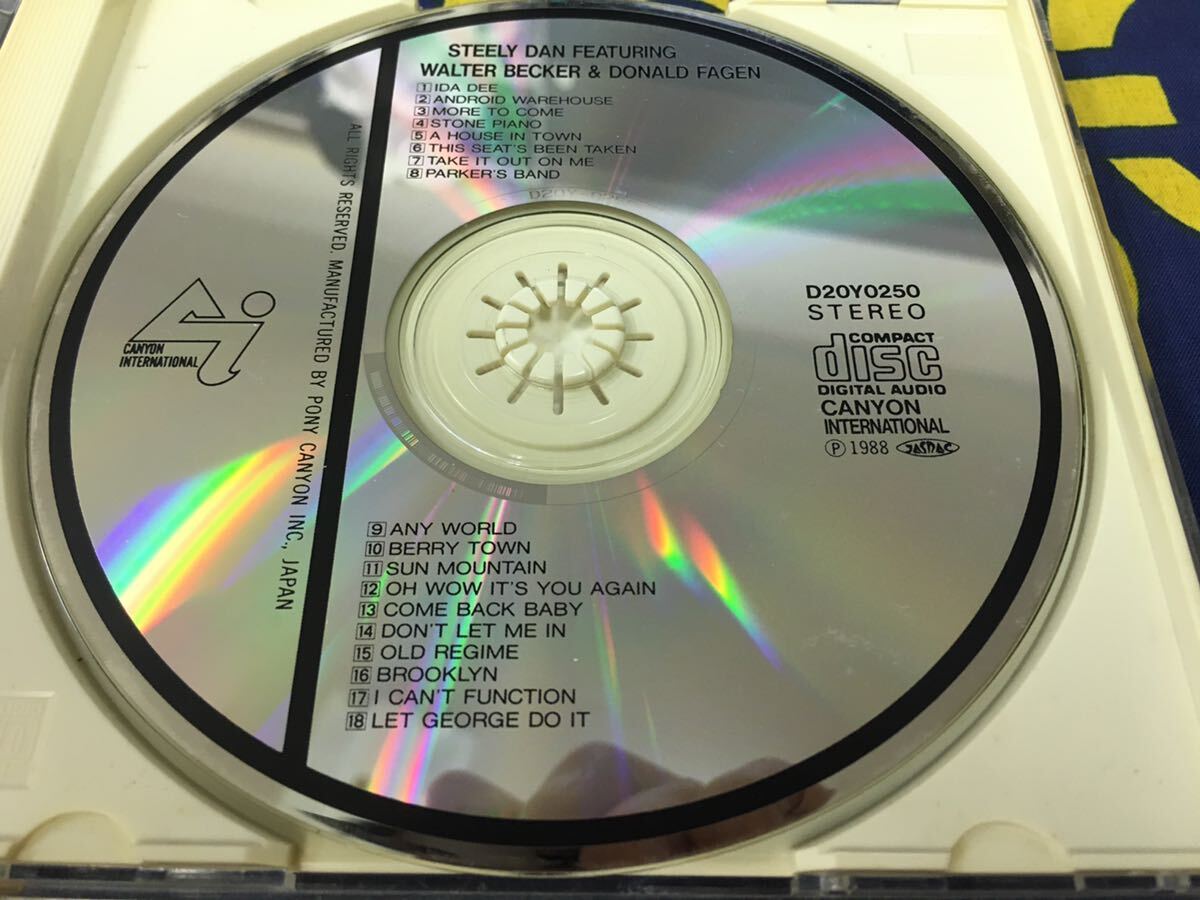 STEELY DAN FEATURING
WALTER BECKER & DONALD FAGEN
1 IDA DEE
2 ANDROID WAREHOUSE
3 MORE TO COME
4 STONE PIANO
5 A HOUSE IN TOWN
6 THIS SEAT'S BEEN TAKEN
7 TAKE IT OUT ON ME
8 PARKER'S BAND
ALL RIGHTS RESERVED. MANUFACTURED BY PONY CANYON INC., JAPAN
CANYON
INTERNATIONAL
D20Y0250
STEREO
COMPACT
disc
DIGITAL AUDIO
CANYON
INTERNATIONAL
Ⓟ 1988 JASRAC
9 ANY WORLD
10 BERRY TOWN
11 SUN MOUNTAIN
12 OH WOW IT'S YOU AGAIN
13 COME BACK BABY
14 DON'T LET ME IN
15 OLD REGIME
16 BROOKLYN
17 I CAN'T FUNCTION
18 LET GEORGE DO IT